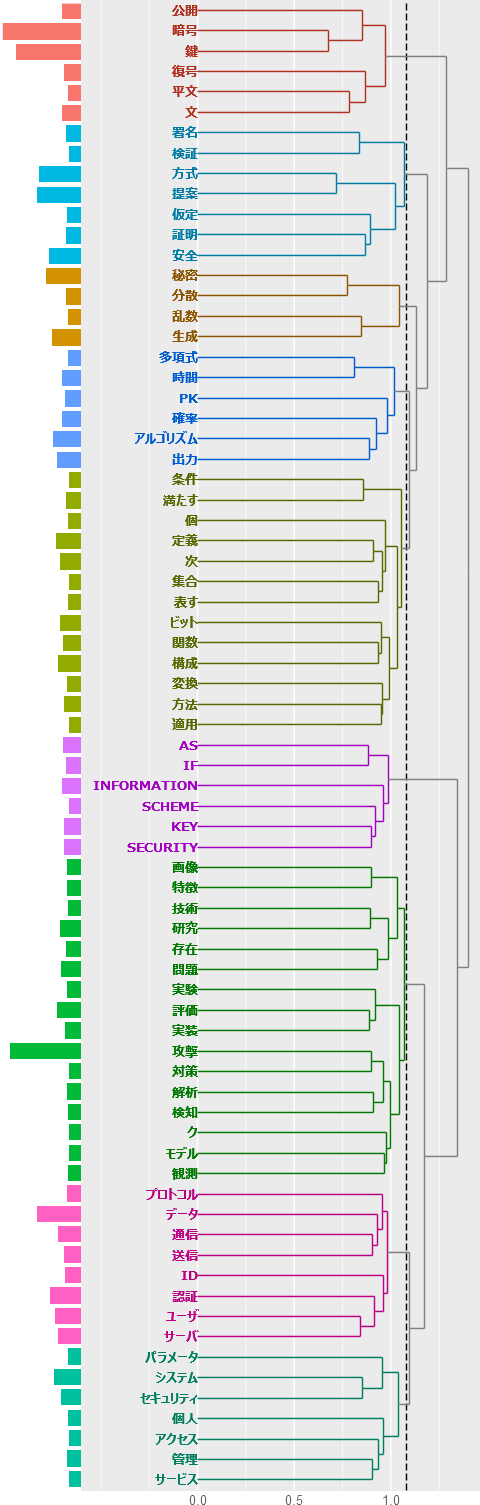 公開
暗号
鍵
復号
平文
文
署名
検証
方式
提案
仮定
証明
安全
秘密
分散
乱数
生成
多項式
時間
PK
確率
アルゴリズム
出力
条件
満たす
個
定義
次
集合
表す
ビット
関数
構成
変換
方法
適用
AS
IF
INFORMATION
SCHEME
KEY
SECURITY
画像
特徴
技術
研究
存在
問題
実験
評価
実装
攻撃
対策
解析
検知
ク
モデル
観測
プロトコル
データ
通信
送信
ID
認証
ユーザ
サーバ
パラメータ
システム
セキュリティ
個人
アクセス
管理
サービス
0.0 0.5 1.0